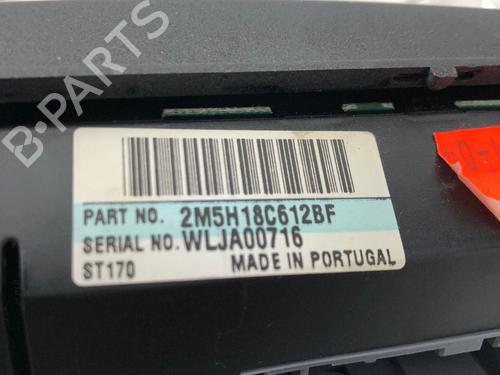 B-PARTS
PART NO. 2M5H18C612BF
SERIAL NO. WLJA00716
ST170 MADE IN PORTUGAL